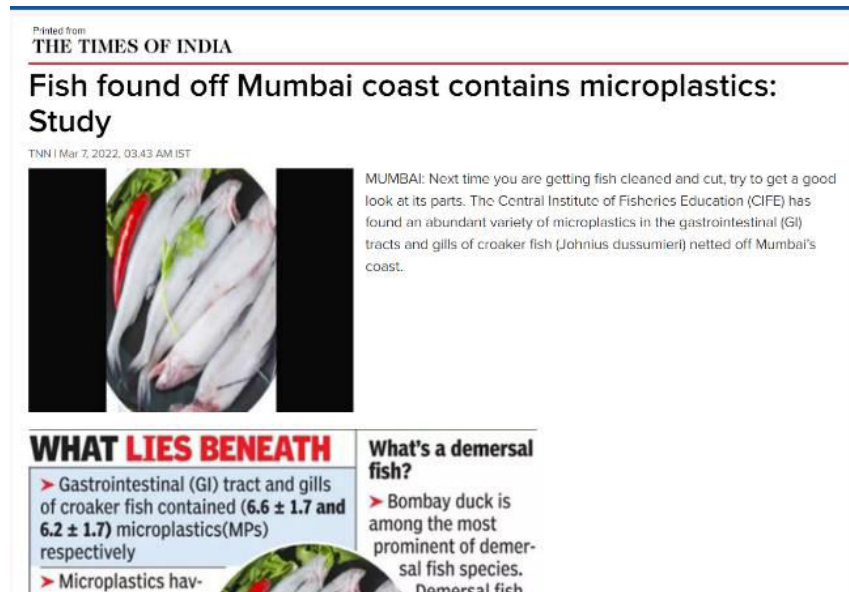 Printed from
THE TIMES OF INDIA
Fish found off Mumbai coast contains microplastics:
Study
TNN | Mar 7, 2022, 03.43 AM IST
MUMBAI: Next time you are getting fish cleaned and cut, try to get a good
look at its parts. The Central Institute of Fisheries Education (CIFE) has
found an abundant variety of microplastics in the gastrointestinal (GI)
tracts and gills of croaker fish (Johnius dussumieri) netted off Mumbai's
coast.
WHAT LIES BENEATH
➤ Gastrointestinal (GI) tract and gills
of croaker fish contained (6.6 ± 1.7 and
6.2 ± 1.7) microplastics(MPs)
respectively
➤ Microplastics hav-
What's a demersal
fish?
➤ Bombay duck is
among the most
prominent of demer-
sal fish species.
Demersal fish